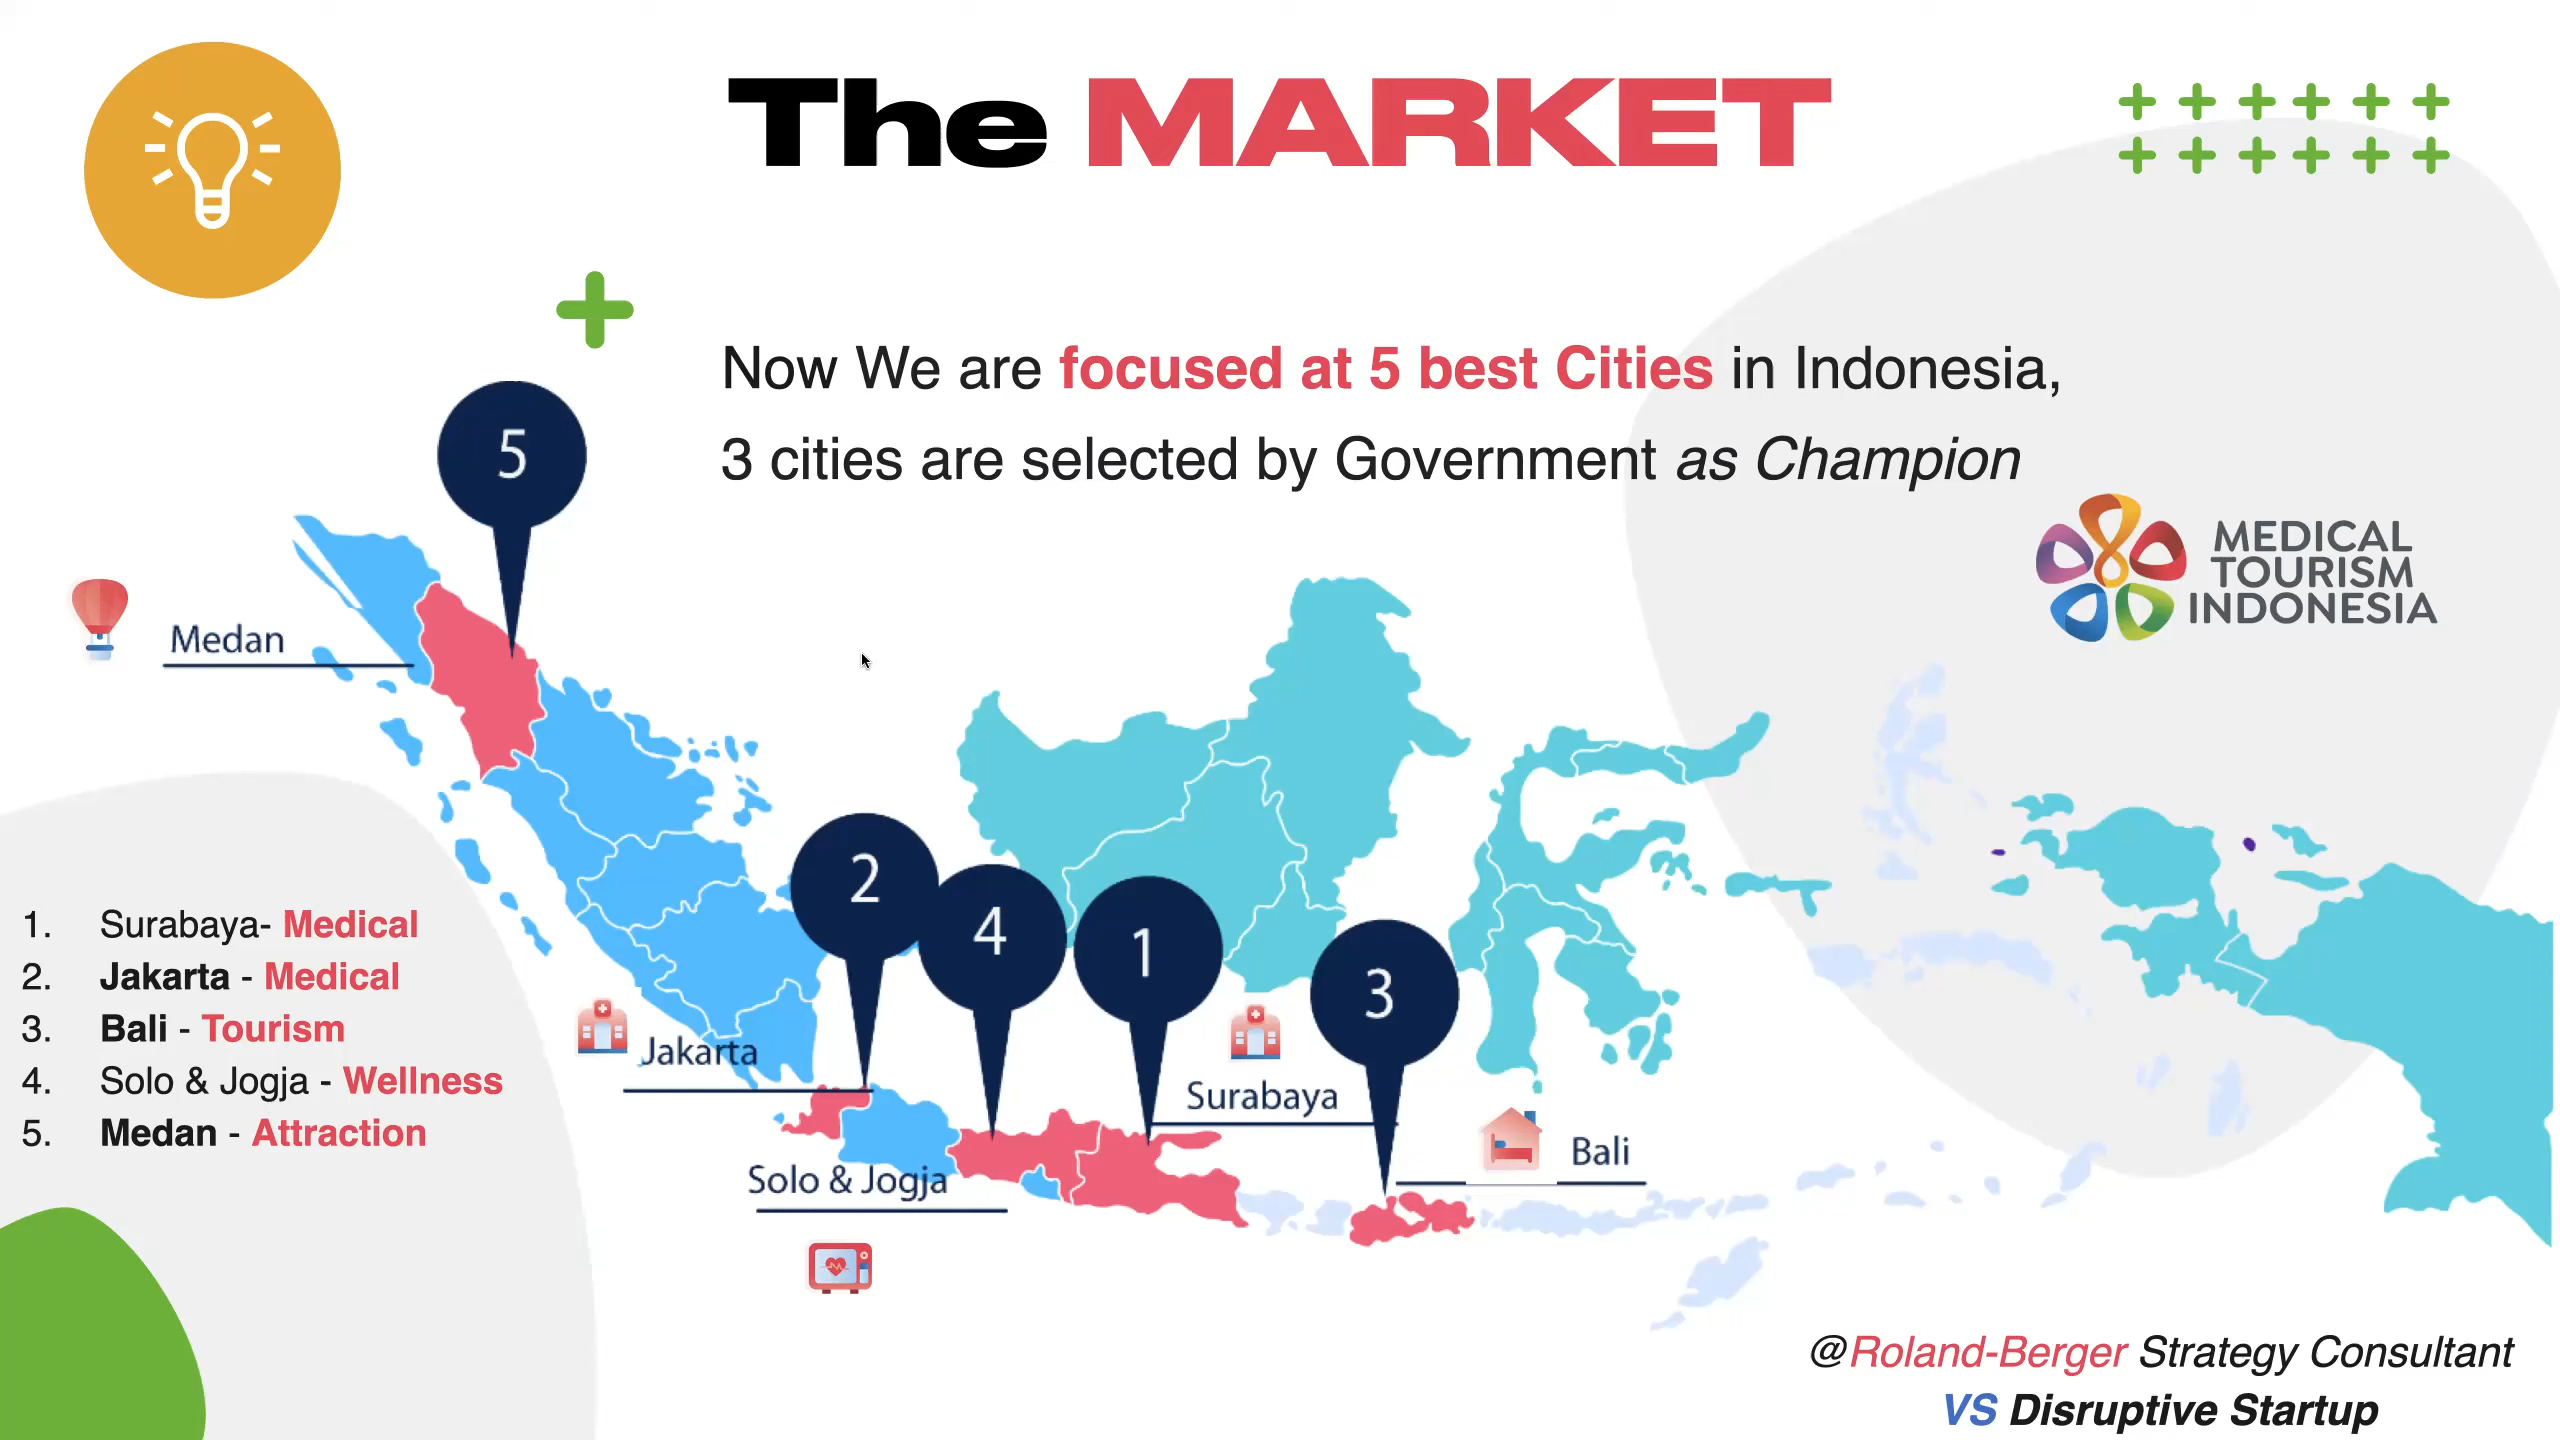 The MARKET
Now We are focused at 5 best Cities in Indonesia,
3 cities are selected by Government as Champion
MEDICAL
TOURISM
INDONESIA
5
Medan
2
4
1
3
Jakarta
Surabaya
Bali
Solo & Jogja
1. Surabaya- Medical
2. Jakarta - Medical
3. Bali - Tourism
4. Solo & Jogja - Wellness
5. Medan - Attraction
@Roland-Berger Strategy Consultant
VS Disruptive Startup